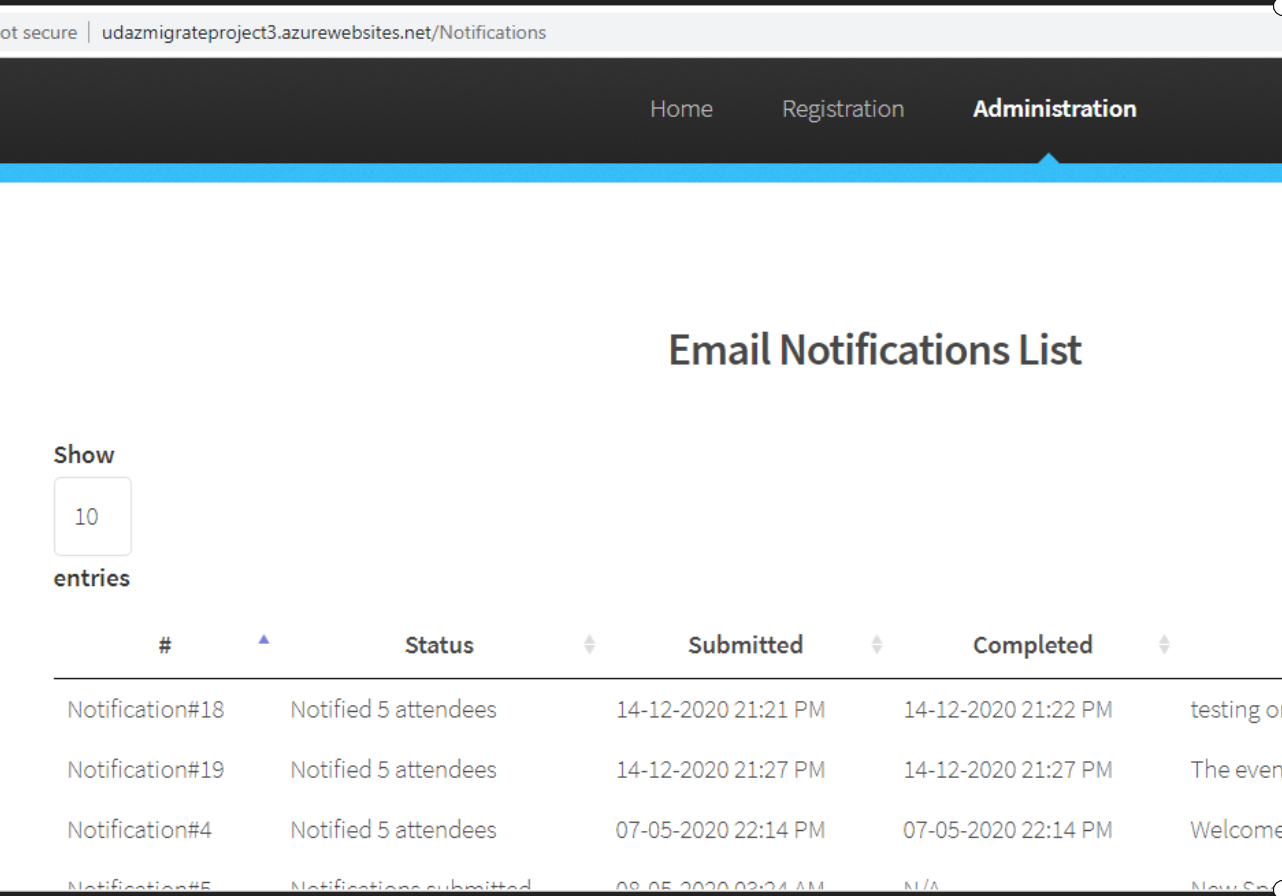 ot secure | udazmigrateproject3.azurewebsites.net/Notifications
Home Registration Administration
Email Notifications List
Show
10
entries
# Status Submitted Completed
Notification#18 Notified 5 attendees 14-12-2020 21:21 PM 14-12-2020 21:22 PM testing or
Notification#19 Notified 5 attendees 14-12-2020 21:27 PM 14-12-2020 21:27 PM The even
Notification#4 Notified 5 attendees 07-05-2020 22:14 PM 07-05-2020 22:14 PM Welcome
Notification#5 Notifications submitted 08-05-2020 03:24 AM N/A New Sp